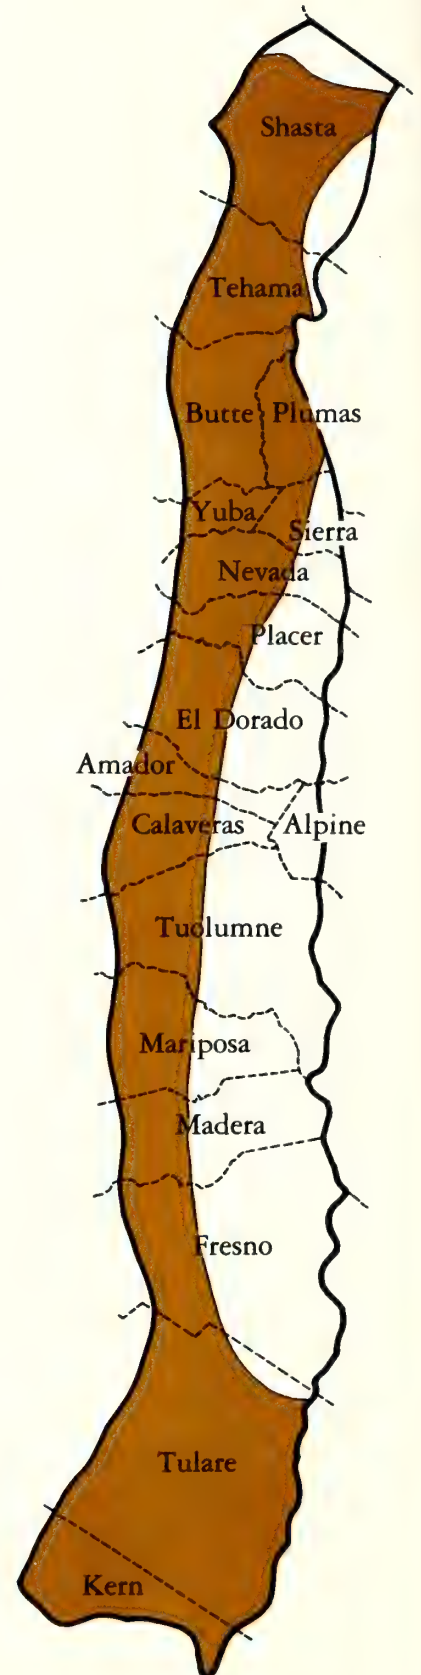 Shasta
Tehama
Butte
Plumas
Yuba
Sierra
Nevada
Placer
El Dorado
Amador
Calaveras
Alpine
Tuolumne
Mariposa
Madera
Fresno
Tulare
Kern